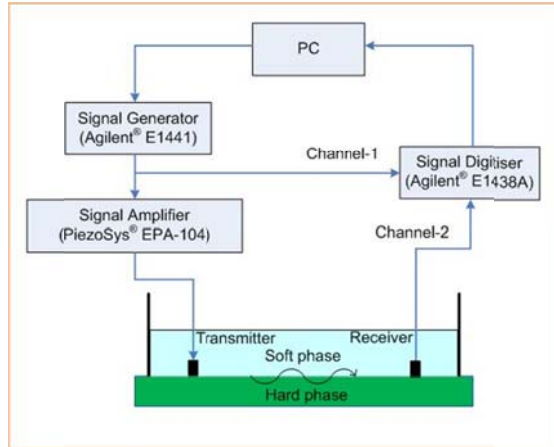 PC
Signal Generator
(Agilent® E1441)
Channel-1
Signal Digitiser
(Agilent® E1438A)
Signal Amplifier
(PiezoSys® EPA-104)
Channel-2
Transmitter
Receiver
Soft phase
Hard phase